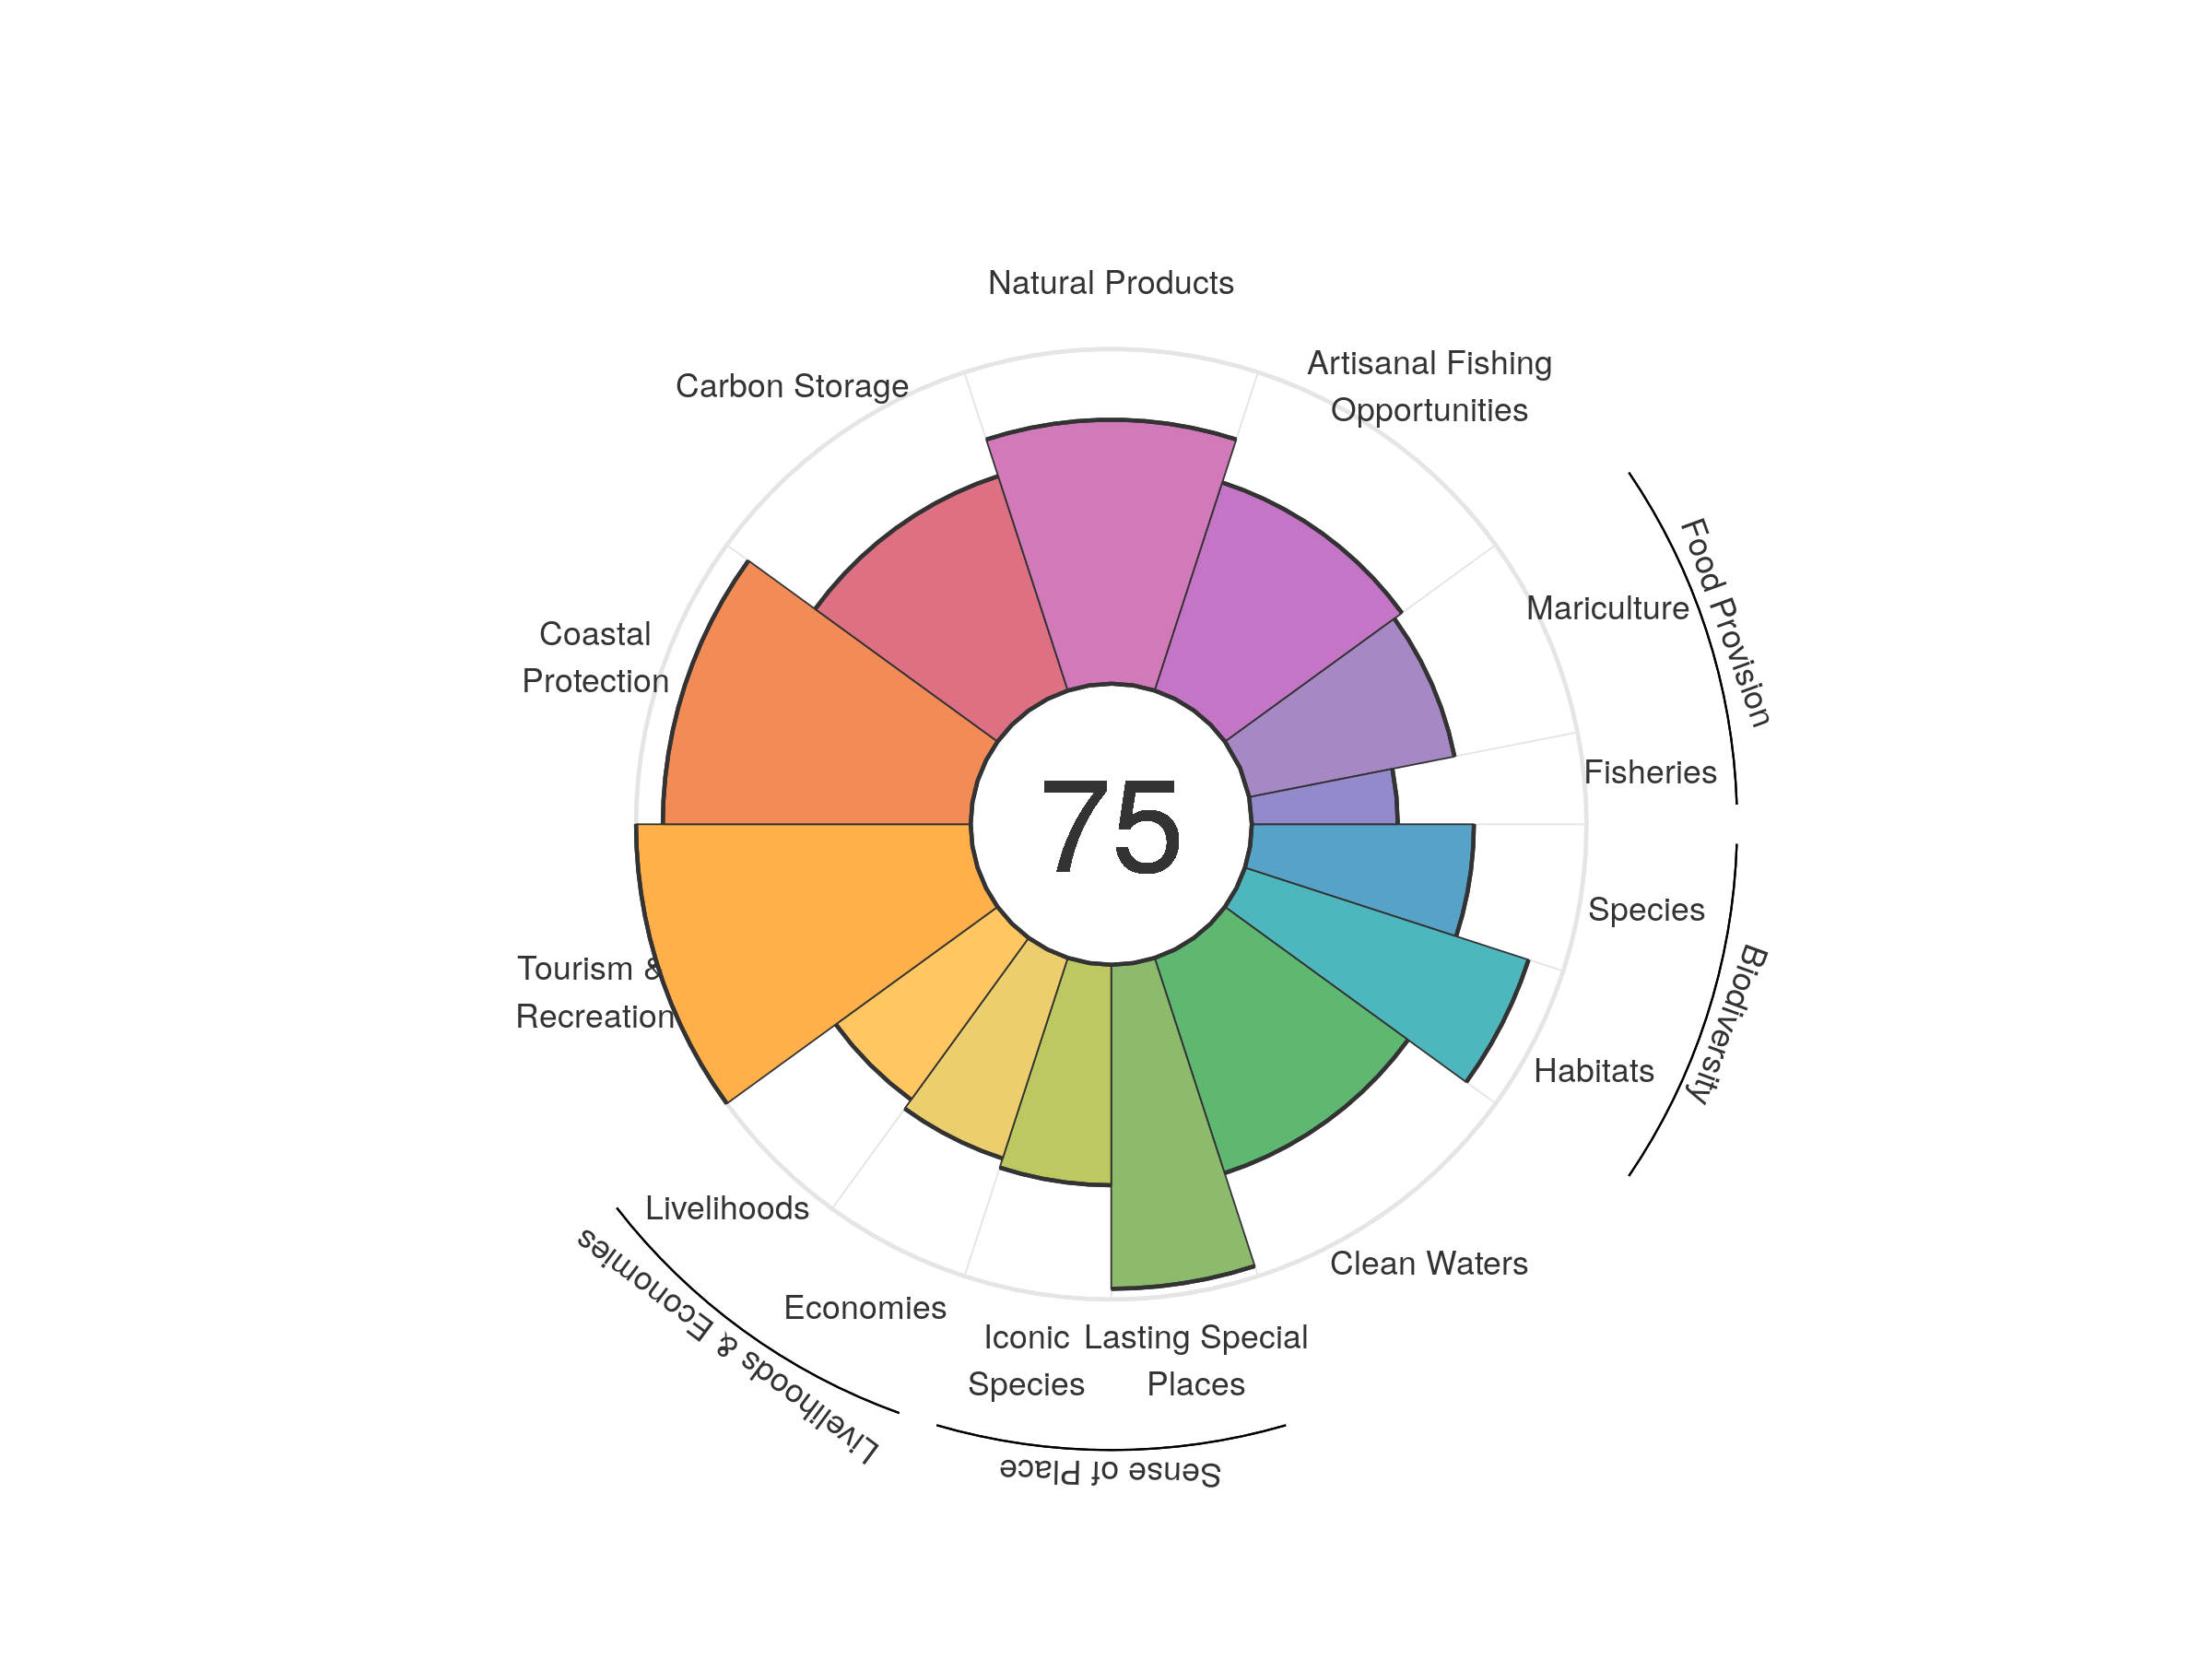 Natural Products
Artisanal Fishing
Opportunities
Carbon Storage
Food Provision
Mariculture
Coastal
Protection
Fisheries
75
Species
Tourism &
Recreation
Biodiversity
Habitats
Livelihoods
Clean Waters
Economies
Livelihoods & Economies
Iconic
Species
Lasting Special
Places
Sense of Place